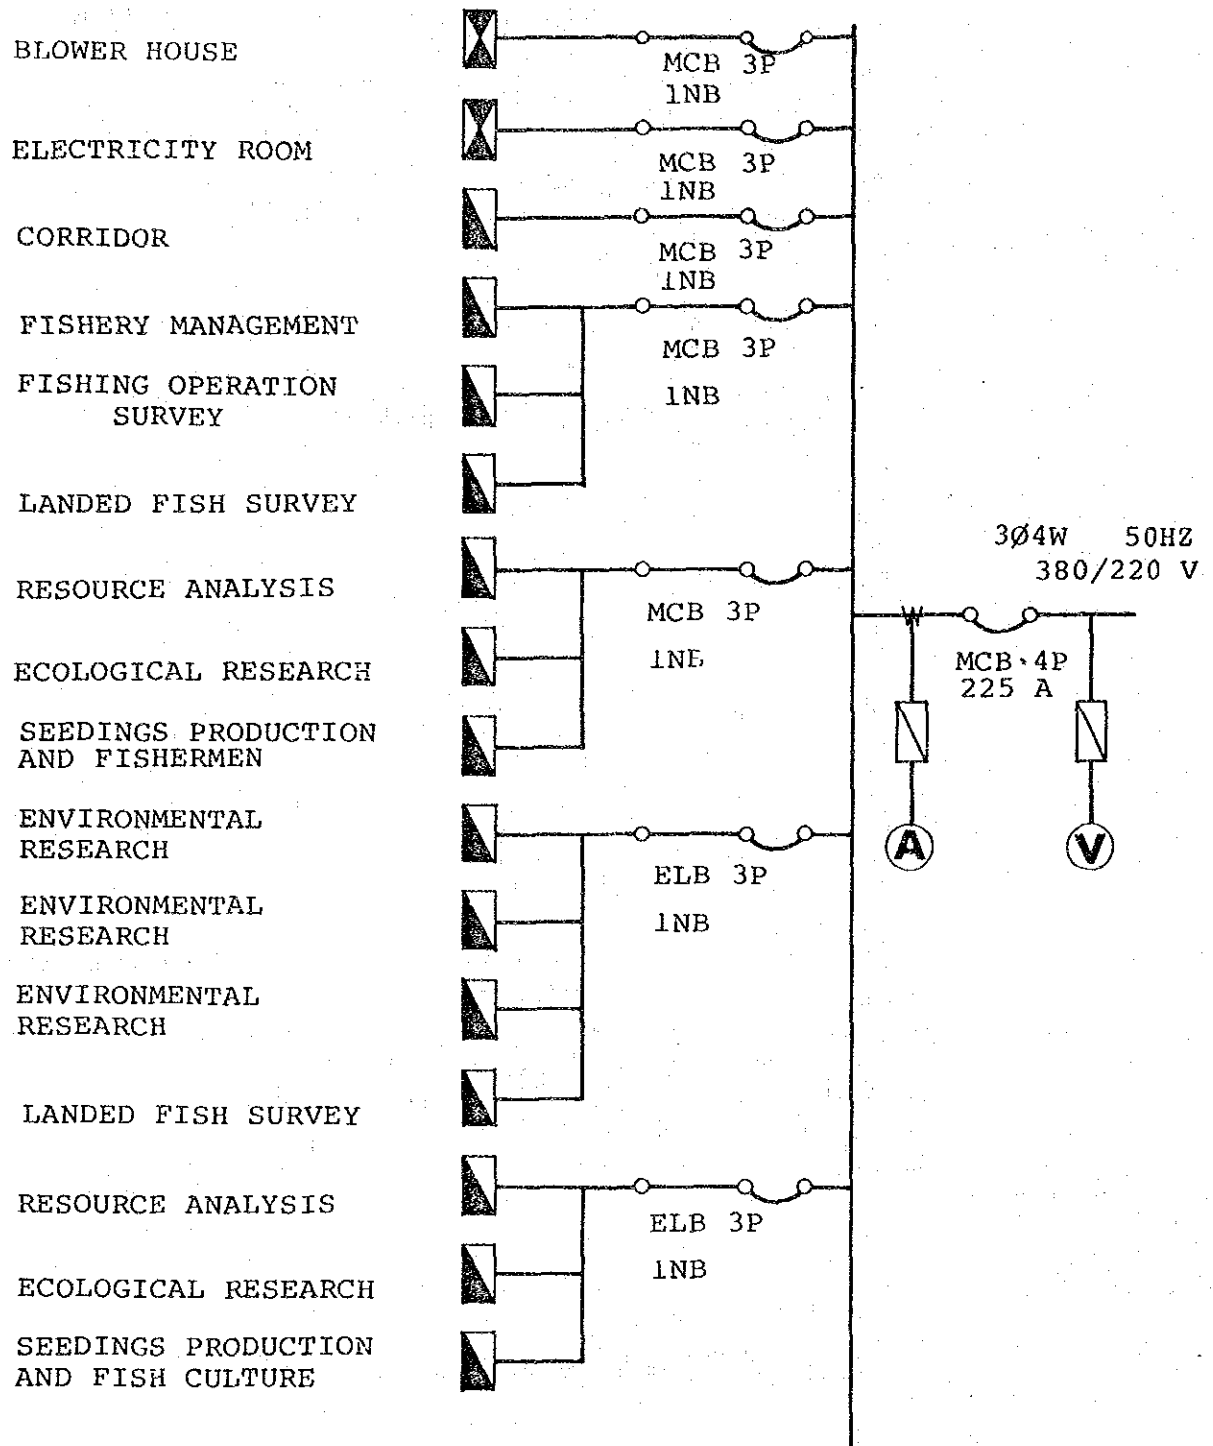 BLOWER HOUSE
MCB 3P
1NB
ELECTRICITY ROOM
MCB 3P
1NB
CORRIDOR
MCB 3P
1NB
FISHERY MANAGEMENT
MCB 3P
1NB
FISHING OPERATION
SURVEY
LANDED FISH SURVEY
3Ø4W 50HZ
380/220 V
RESOURCE ANALYSIS
MCB 3P
1NB
MCB·4P
225 A
ECOLOGICAL RESEARCH
SEEDINGS PRODUCTION
AND FISHERMEN
ENVIRONMENTAL
RESEARCH
A
V
ELB 3P
1NB
ENVIRONMENTAL
RESEARCH
ENVIRONMENTAL
RESEARCH
LANDED FISH SURVEY
RESOURCE ANALYSIS
ELB 3P
1NB
ECOLOGICAL RESEARCH
SEEDINGS PRODUCTION
AND FISH CULTURE